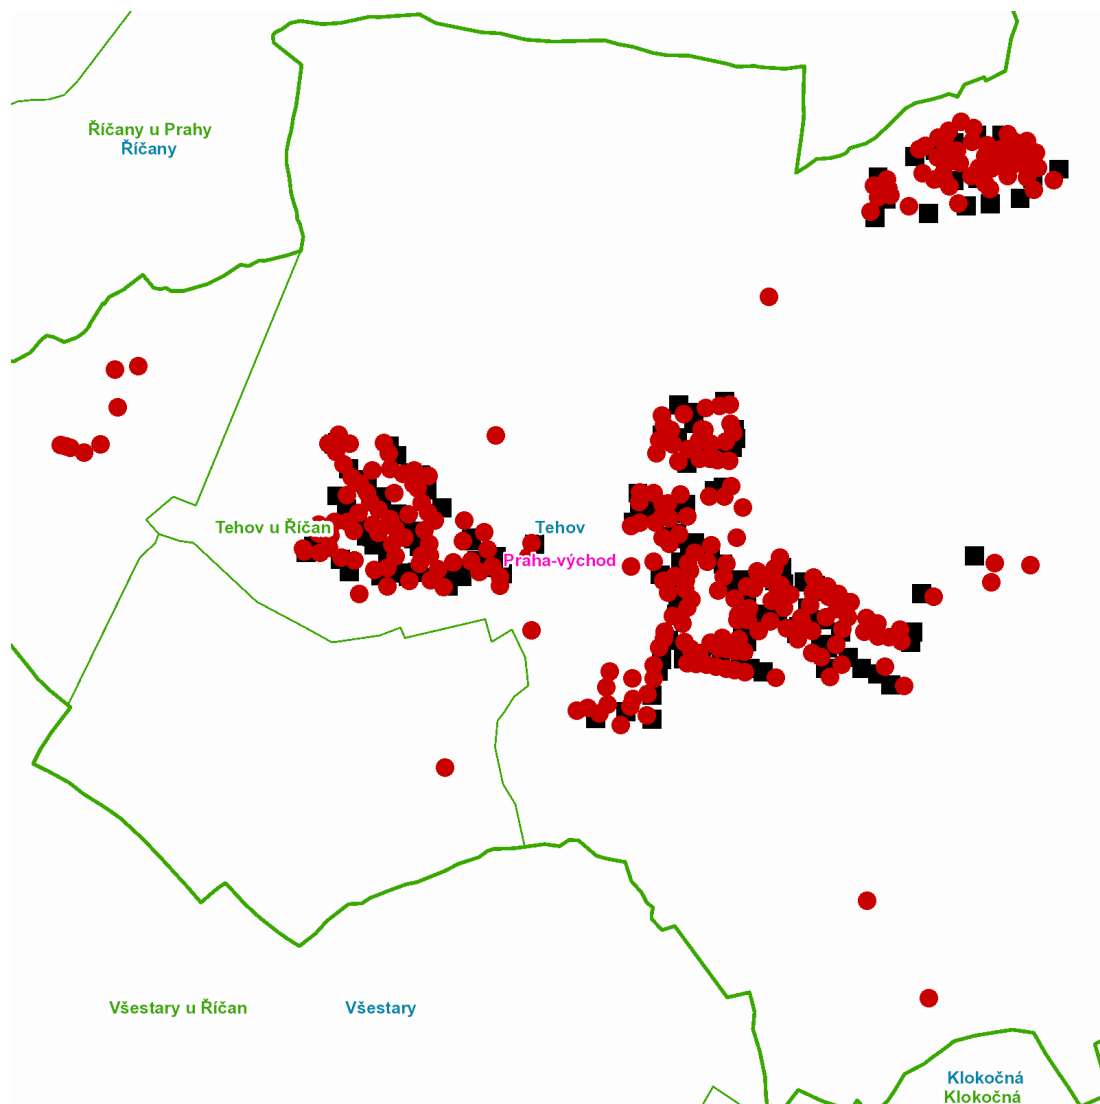 Říčany u Prahy
Říčany
Tehov u Říčan
Tehov
Praha-východ
Všestary u Říčan
Všestary
Klokočná
Klokočná